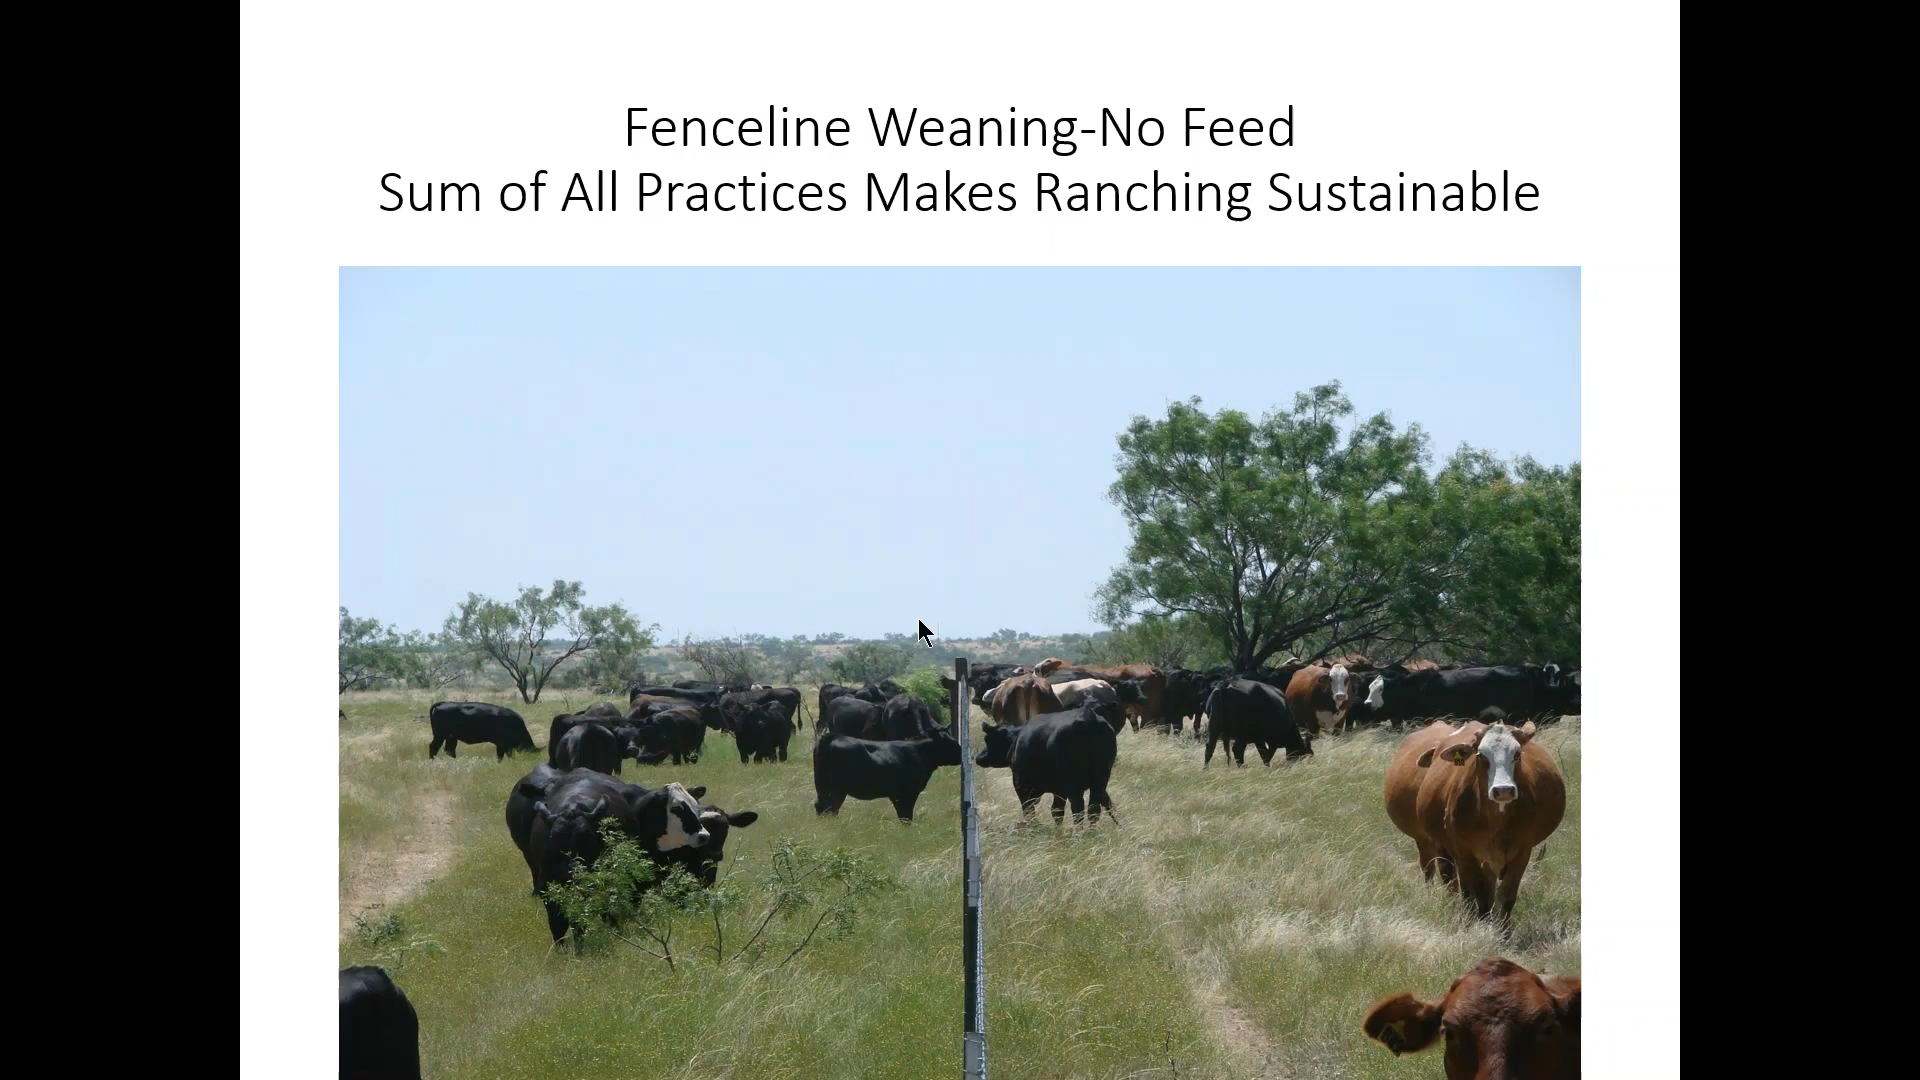 Fenceline Weaning-No Feed
Sum of All Practices Makes Ranching Sustainable